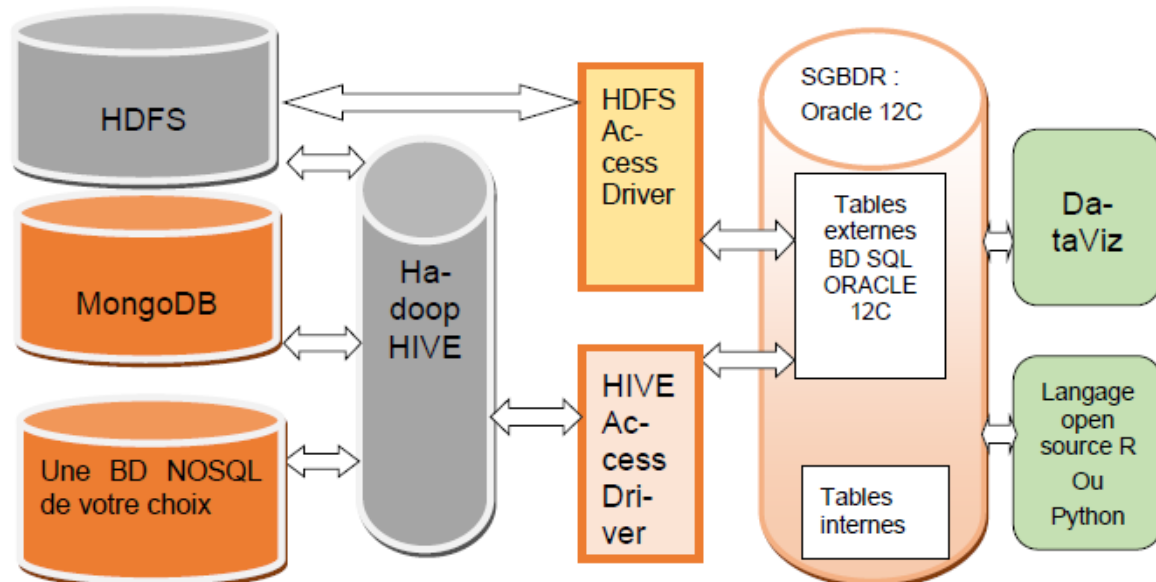 HDFS
MongoDB
Une BD NOSQL
de votre choix
Ha-
doop
HIVE
HDFS
Ac-
cess
Driver
HIVE
Ac-
cess
Dri-
ver
SGBDR :
Oracle 12C
Tables
externes
BD SQL
ORACLE
12C
Tables
internes
Da-
taViz
Langage
open
source R
Ou
Python